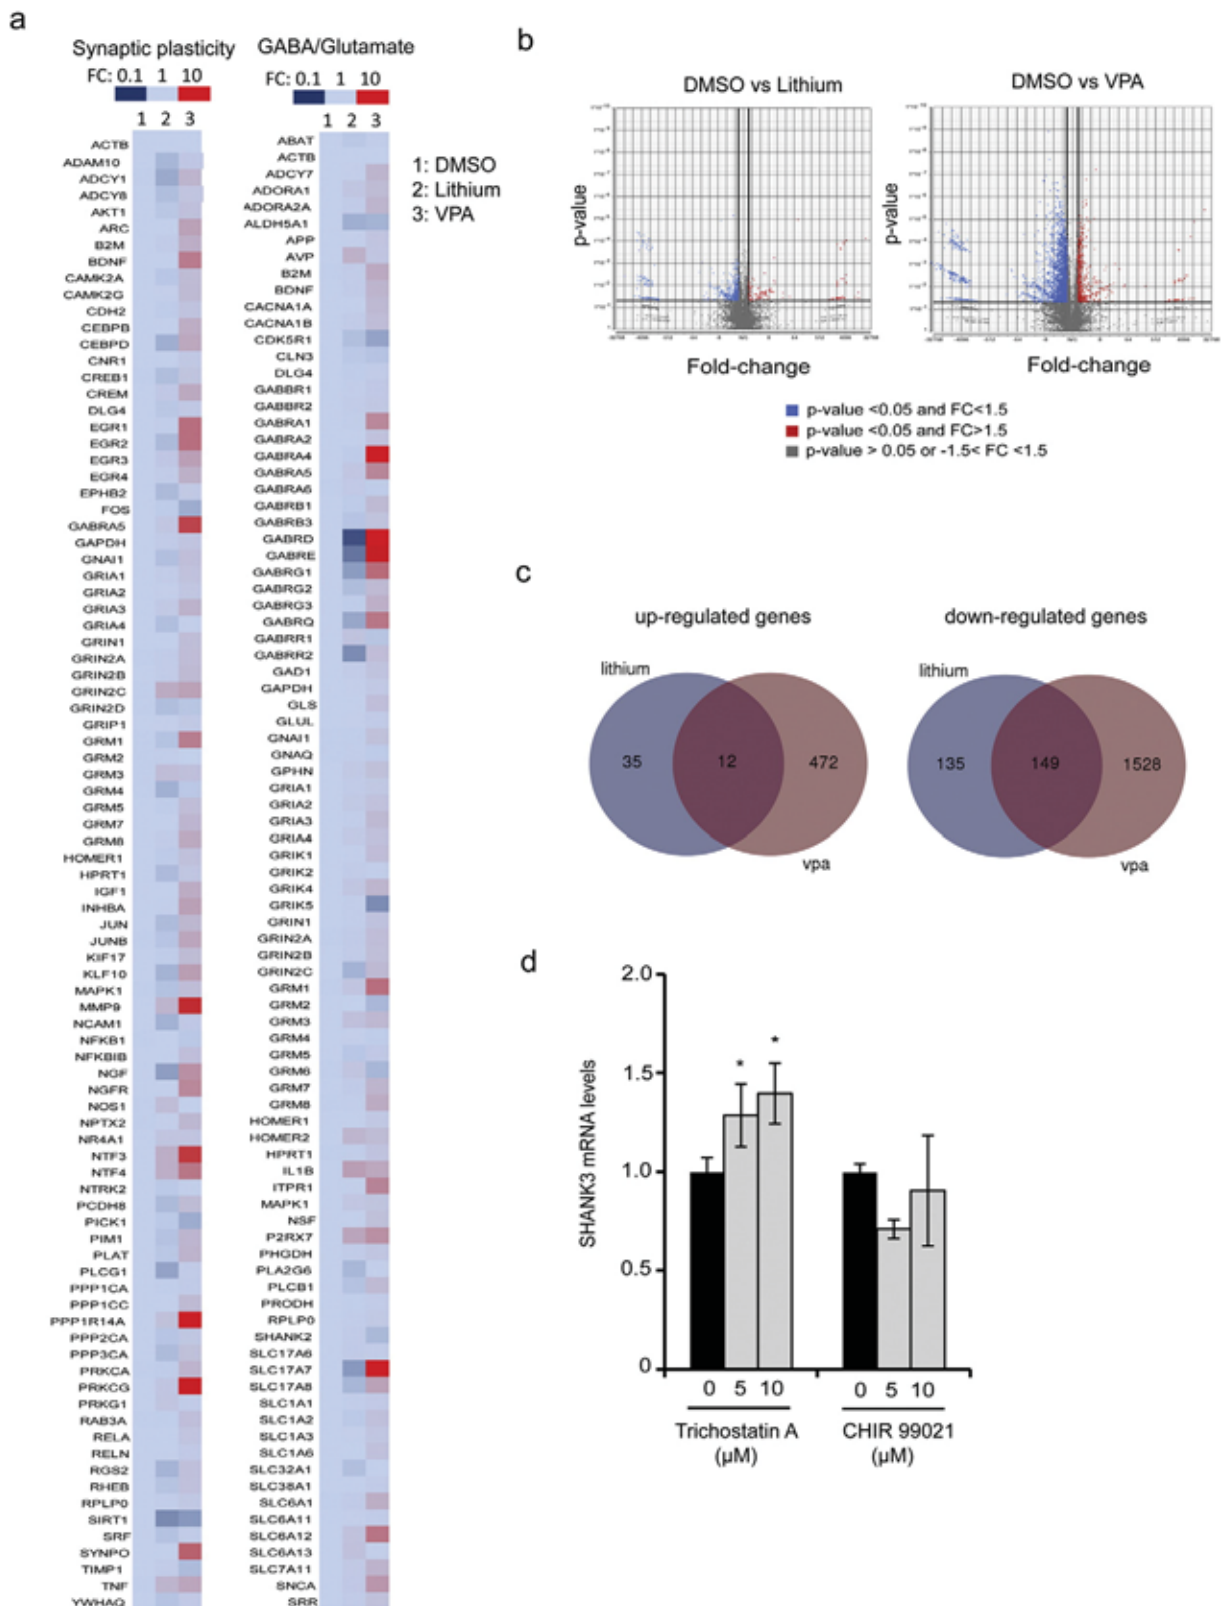 a
Synaptic plasticity
FC: 0.1 1 10
1 2 3
ACTB
ADAM10
ADCY1
ADCY8
AKT1
ARC
B2M
BDNF
CAMK2A
CAMK2G
CDH2
CEBPB
CEBPD
CNR1
CREB1
CREM
DLG4
EGR1
EGR2
EGR3
EGR4
EPHB2
FOS
GABRA5
GAPDH
GNAI1
GRIA1
GRIA2
GRIA3
GRIA4
GRIN1
GRIN2A
GRIN2B
GRIN2C
GRIN2D
GRIP1
GRM1
GRM2
GRM3
GRM4
GRM5
GRM7
GRM8
HOMER1
HPRT1
IGF1
INHBA
JUN
JUNB
KIF17
KLF10
MAPK1
MMP9
NCAM1
NFKB1
NFKBIB
NGF
NGFR
NOS1
NPTX2
NR4A1
NTF3
NTF4
NTRK2
PCDH8
PICK1
PIM1
PLAT
PLCG1
PPP1CA
PPP1CC
PPP1R14A
PPP2CA
PPP3CA
PRKCA
PRKCG
PRKG1
RAB3A
RELA
RELN
RGS2
RHEB
RPLP0
SIRT1
SRF
SYNPO
TIMP1
TNF
YWHAQ
GABA/Glutamate
FC: 0.1 1 10
1 2 3
ABAT
ACTB
ADCY7
ADORA1
ADORA2A
ALDH5A1
APP
AVP
B2M
BDNF
CACNA1A
CACNA1B
CDK5R1
CLN3
DLG4
GABBR1
GABBR2
GABRA1
GABRA2
GABRA4
GABRA5
GABRA6
GABRB1
GABRB3
GABRD
GABRE
GABRG1
GABRG2
GABRG3
GABRQ
GABRR1
GABRR2
GAD1
GAPDH
GLS
GLUL
GNAI1
GNAQ
GPHN
GRIA1
GRIA2
GRIA3
GRIA4
GRIK1
GRIK2
GRIK4
GRIK5
GRIN1
GRIN2A
GRIN2B
GRIN2C
GRM1
GRM2
GRM3
GRM4
GRM5
GRM6
GRM7
GRM8
HOMER1
HOMER2
HPRT1
IL1B
ITPR1
MAPK1
NSF
P2RX7
PHGDH
PLA2G6
PLCB1
PRODH
RPLP0
SHANK2
SLC17A6
SLC17A7
SLC17A8
SLC1A1
SLC1A2
SLC1A3
SLC1A6
SLC32A1
SLC38A1
SLC6A1
SLC6A11
SLC6A12
SLC6A13
SLC7A11
SNCA
SRR
1: DMSO
2: Lithium
3: VPA
b
DMSO vs Lithium
p-value
Fold-change
DMSO vs VPA
p-value
Fold-change
p-value <0.05 and FC<1.5
p-value <0.05 and FC>1.5
p-value > 0.05 or -1.5< FC <1.5
c
up-regulated genes
lithium
35 12 472
vpa
down-regulated genes
lithium
135 149 1528
vpa
d
SHANK3 mRNA levels
2.0
1.5
1.0
0.5
0
* *
0 5 10 0 5 10
Trichostatin A CHIR 99021
(µM) (µM)